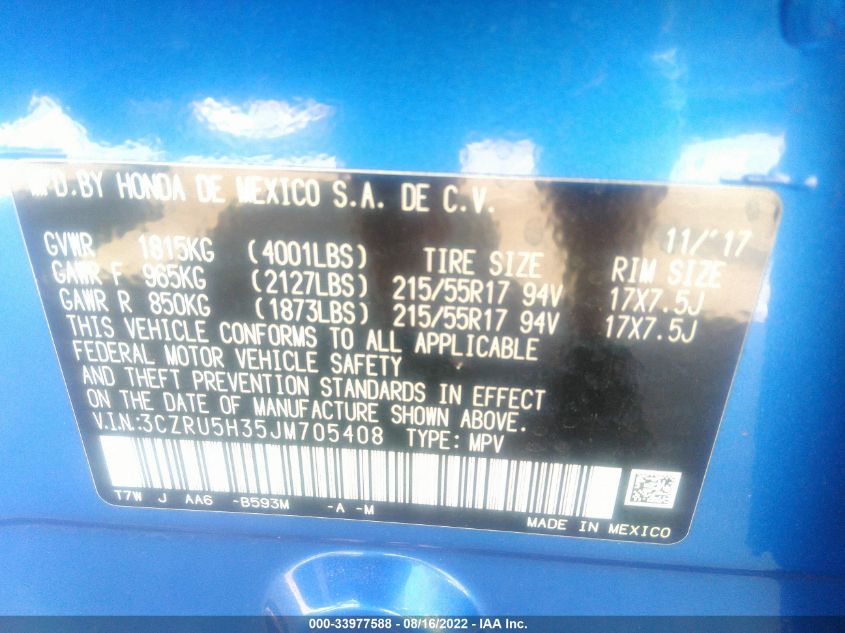 MFD.BY HONDA DE MEXICO S.A. DE C.V.
11/'17
GVWR 1815KG (4001LBS) TIRE SIZE RIM SIZE
GAWR F 965KG (2127LBS) 215/55R17 94V 17X7.5J
GAWR R 850KG (1873LBS) 215/55R17 94V 17X7.5J
THIS VEHICLE CONFORMS TO ALL APPLICABLE
FEDERAL MOTOR VEHICLE SAFETY
AND THEFT PREVENTION STANDARDS IN EFFECT
ON THE DATE OF MANUFACTURE SHOWN ABOVE.
V.I.N:3CZRU5H35JM705408 TYPE: MPV
T7W J AA6 -B593M -A -M
MADE IN MEXICO
000-33977588 - 08/16/2022 - IAA Inc.